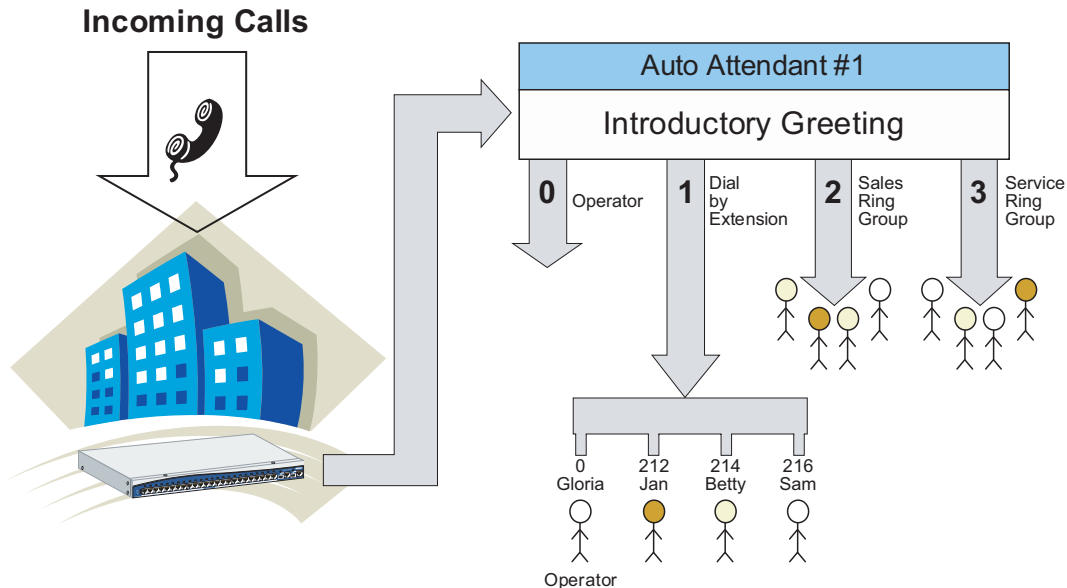 Incoming Calls
Auto Attendant #1
Introductory Greeting
0
Operator
1
Dial
by
Extension
2
Sales
Ring
Group
3
Service
Ring
Group
0
Gloria
212
Jan
214
Betty
216
Sam
Operator